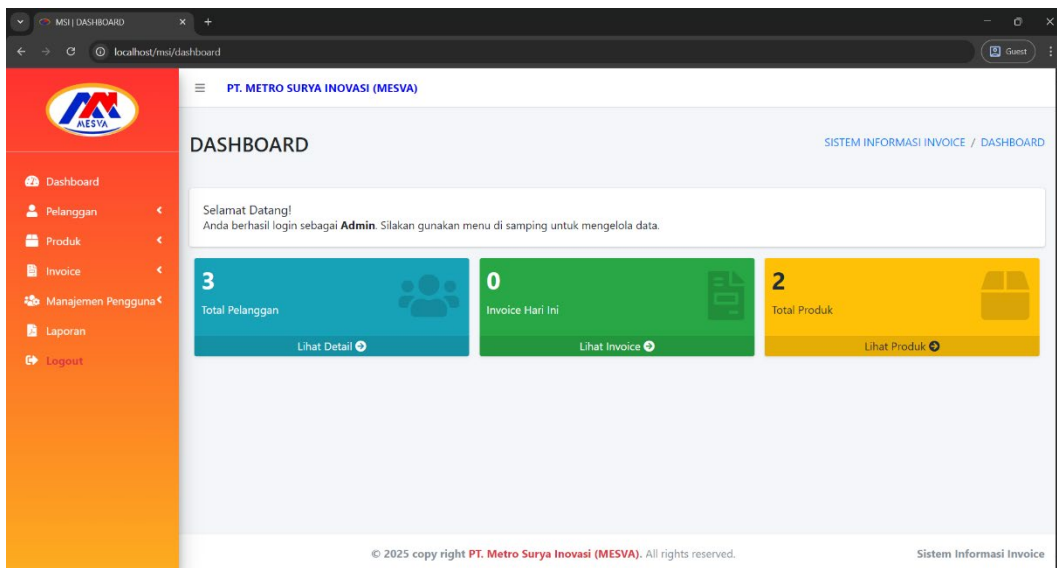 MSI | DASHBOARD
localhost/msi/dashboard
Guest
MESVA
PT. METRO SURYA INOVASI (MESVA)
DASHBOARD
SISTEM INFORMASI INVOICE / DASHBOARD
Dashboard
Pelanggan
Produk
Invoice
Manajemen Pengguna
Laporan
Logout
Selamat Datang!
Anda berhasil login sebagai Admin. Silakan gunakan menu di samping untuk mengelola data.
3
Total Pelanggan
Lihat Detail
0
Invoice Hari Ini
Lihat Invoice
2
Total Produk
Lihat Produk
© 2025 copy right PT. Metro Surya Inovasi (MESVA). All rights reserved.
Sistem Informasi Invoice